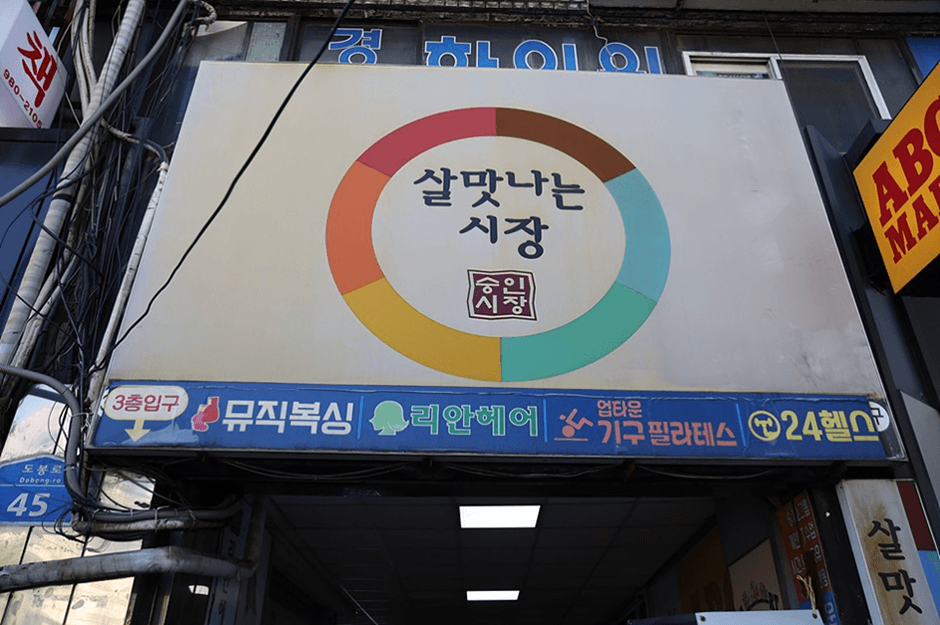 책
980-2106
경
살맛나는
시장
숭인
시장
ABC
MA
3층입구
뮤직복싱
리안헤어
업타운
기구필라테스
24헬스
도봉로
Dobong-ro
45
살맛